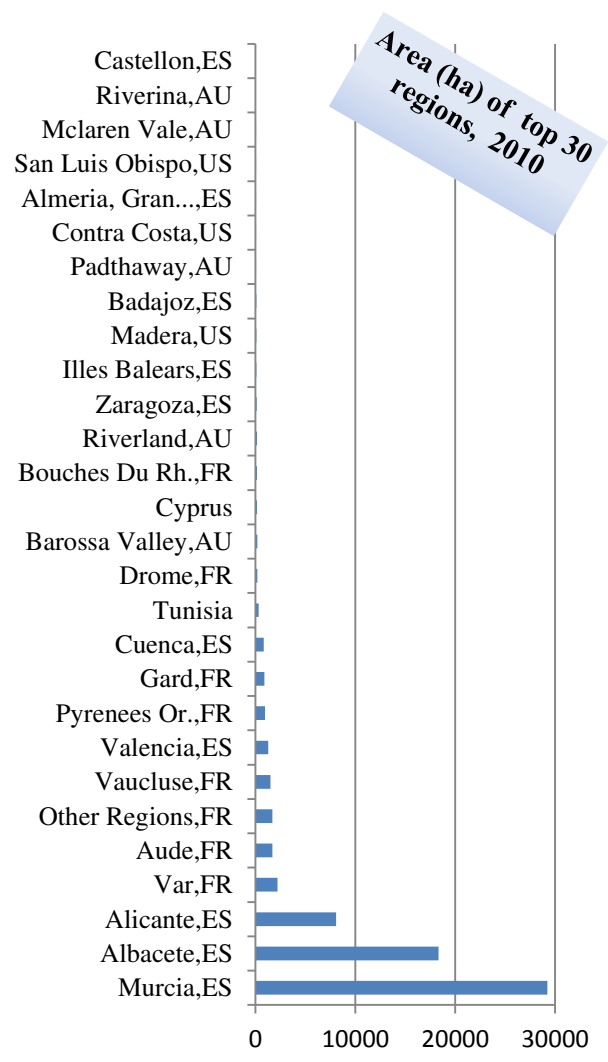 Area (ha) of top 30
regions, 2010
Castellon,ES
Riverina,AU
Mclaren Vale,AU
San Luis Obispo,US
Almeria, Gran...,ES
Contra Costa,US
Padthaway,AU
Badajoz,ES
Madera,US
Illes Balears,ES
Zaragoza,ES
Riverland,AU
Bouches Du Rh.,FR
Cyprus
Barossa Valley,AU
Drome,FR
Tunisia
Cuenca,ES
Gard,FR
Pyrenees Or.,FR
Valencia,ES
Vaucluse,FR
Other Regions,FR
Aude,FR
Var,FR
Alicante,ES
Albacete,ES
Murcia,ES
0 10000 20000 30000